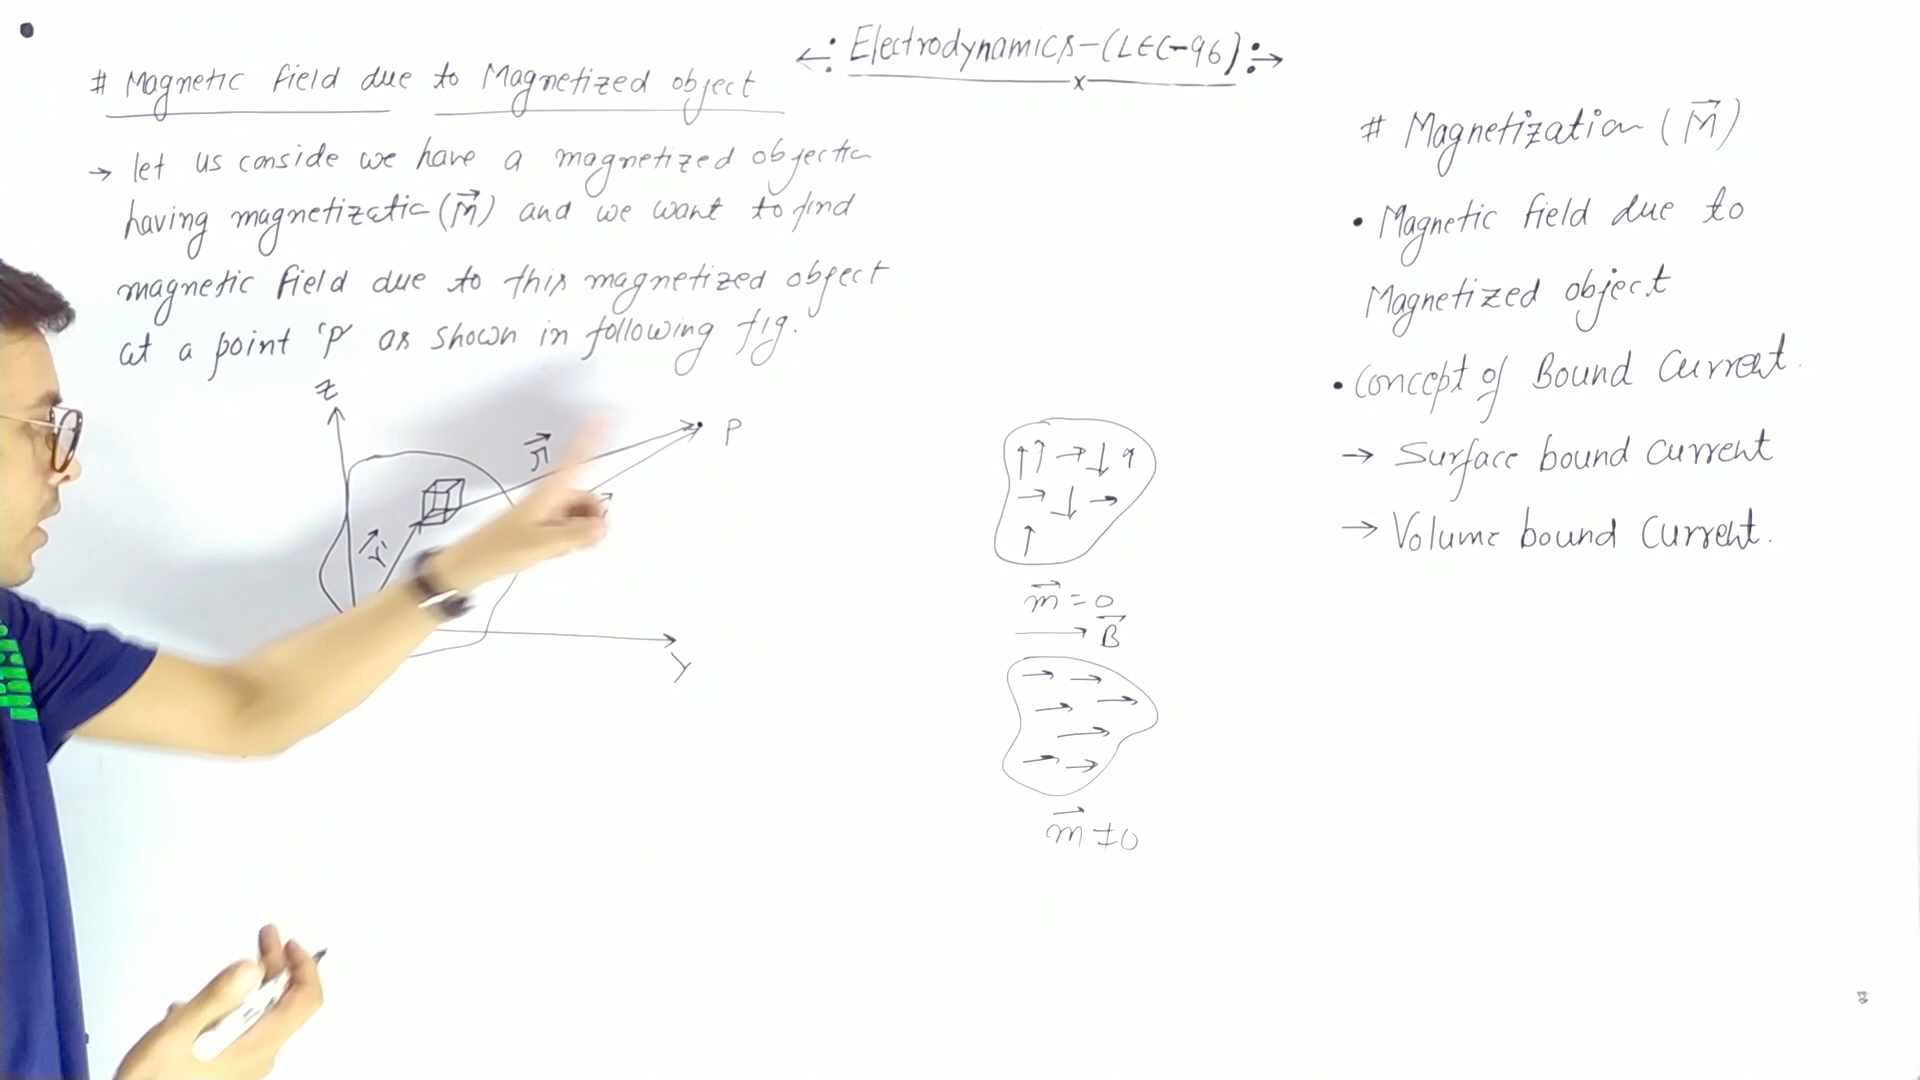 ←: Electrodynamics-(LEC-96) :→
x
# Magnetic field due to Magnetized object
→ let us conside we have a magnetized object
having magnetizatic (M⃗) and we want to find
magnetic field due to this magnetized object
at a point 'P' as shown in following fig.
Z
P
r⃗'
Y
m⃗ = 0
→ B⃗
m⃗ ≠ 0
# Magnetization (M⃗)
• Magnetic field due to
Magnetized object
• Concept of Bound Current.
→ Surface bound current
→ Volume bound current.